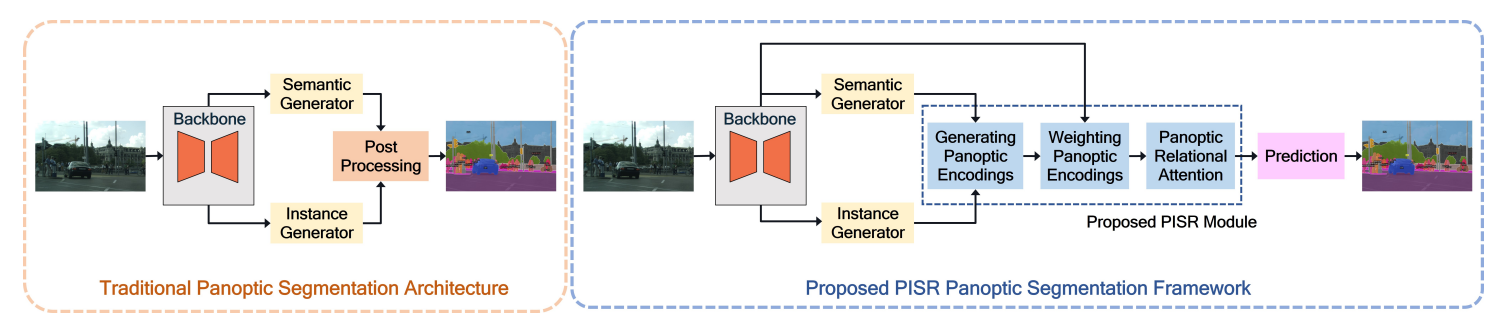 Semantic
Generator
Backbone
Post
Processing
Instance
Generator
Traditional Panoptic Segmentation Architecture
Semantic
Generator
Backbone
Generating
Panoptic
Encodings
Weighting
Panoptic
Encodings
Panoptic
Relational
Attention
Prediction
Instance
Generator
Proposed PISR Module
Proposed PISR Panoptic Segmentation Framework